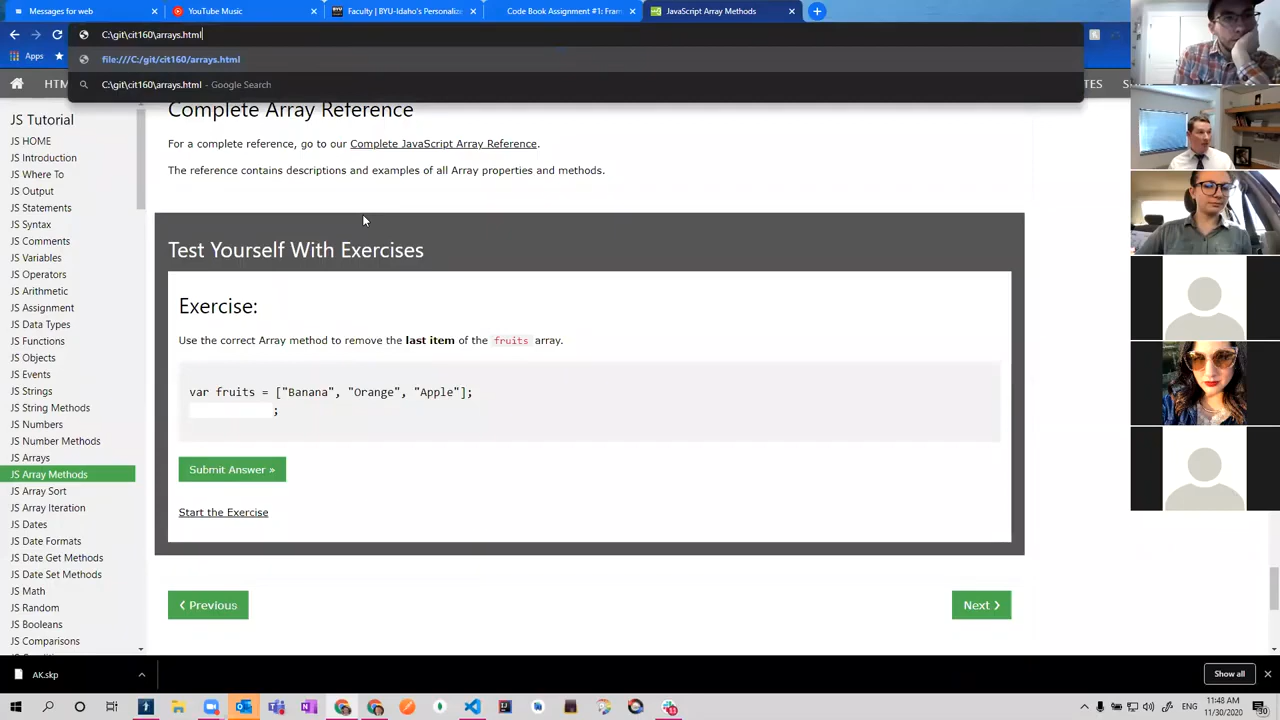 Messages for web
YouTube Music
Faculty | BYU-Idaho's Personaliz
Code Book Assignment #1: Fram
JavaScript Array Methods
C:\git\cit160\arrays.html
file:///C:/git/cit160/arrays.html
C:\git\cit160\arrays.html - Google Search
Apps
HTM
TES
JS Tutorial
JS HOME
JS Introduction
JS Where To
JS Output
JS Statements
JS Syntax
JS Comments
JS Variables
JS Operators
JS Arithmetic
JS Assignment
JS Data Types
JS Functions
JS Objects
JS Events
JS Strings
JS String Methods
JS Numbers
JS Number Methods
JS Arrays
JS Array Methods
JS Array Sort
JS Array Iteration
JS Dates
JS Date Formats
JS Date Get Methods
JS Date Set Methods
JS Math
JS Random
JS Booleans
JS Comparisons
Complete Array Reference
For a complete reference, go to our Complete JavaScript Array Reference.
The reference contains descriptions and examples of all Array properties and methods.
Test Yourself With Exercises
Exercise:
Use the correct Array method to remove the last item of the fruits array.
var fruits = ["Banana", "Orange", "Apple"];
;
Submit Answer »
Start the Exercise
❮ Previous
Next ❯
AK.skp
Show all
ENG
11:48 AM
11/30/2020
30